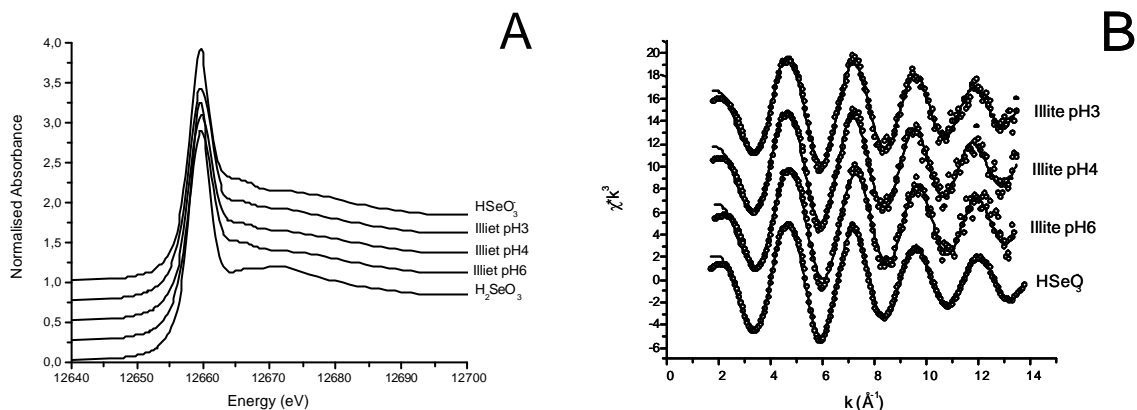 A
4,0
3,5
3,0
2,5
2,0
1,5
1,0
0,5
0,0
12640 12650 12660 12670 12680 12690 12700
Energy (eV)
Normalised Absorbance
HSeO3-
Illiet pH3
Illiet pH4
Illiet pH6
H2SeO3
B
20
18
16
14
12
10
8
6
4
2
0
-2
-4
-6
0 2 4 6 8 10 12 14
k (Å-1)
χ*k3
Illite pH3
Illite pH4
Illite pH6
HSeO3-